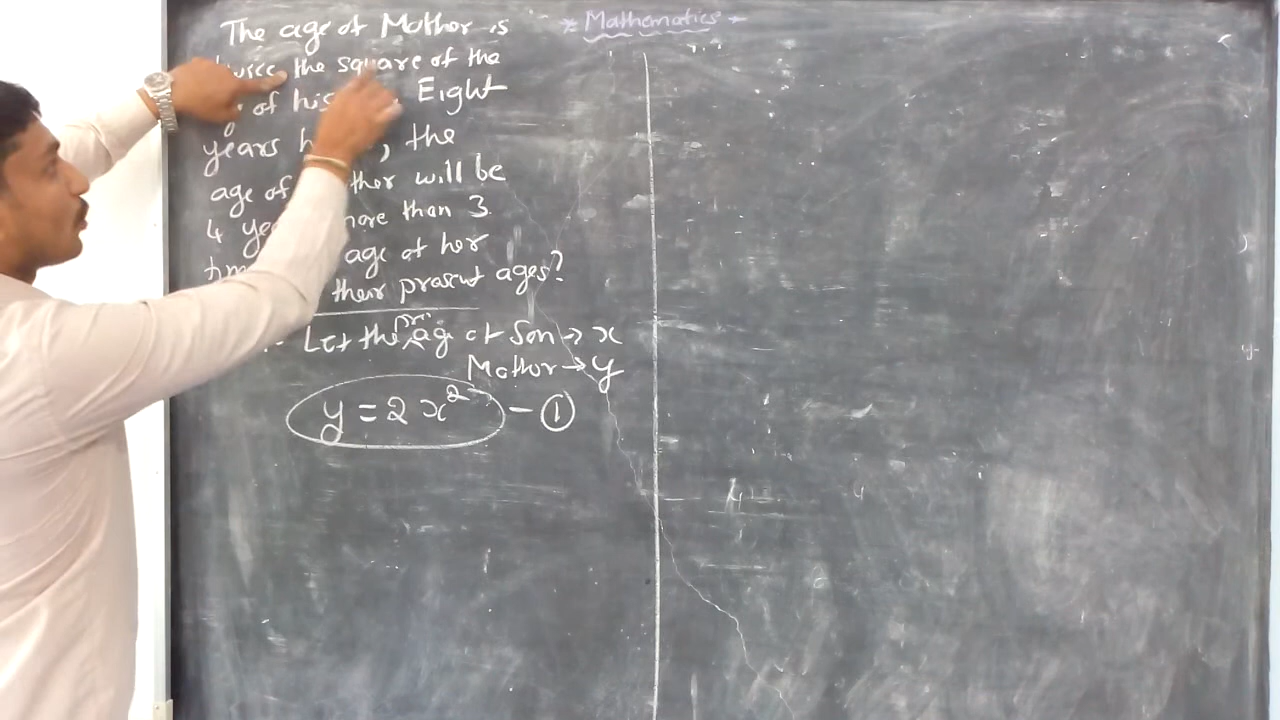 * Mathematics *
The age of Mother is
the square of the
of his Eight
years , the
age of will be
4 more than 3
age of her
their present ages?
Let the pre. age of Son → x
Mother → y
y = 2x² - ①